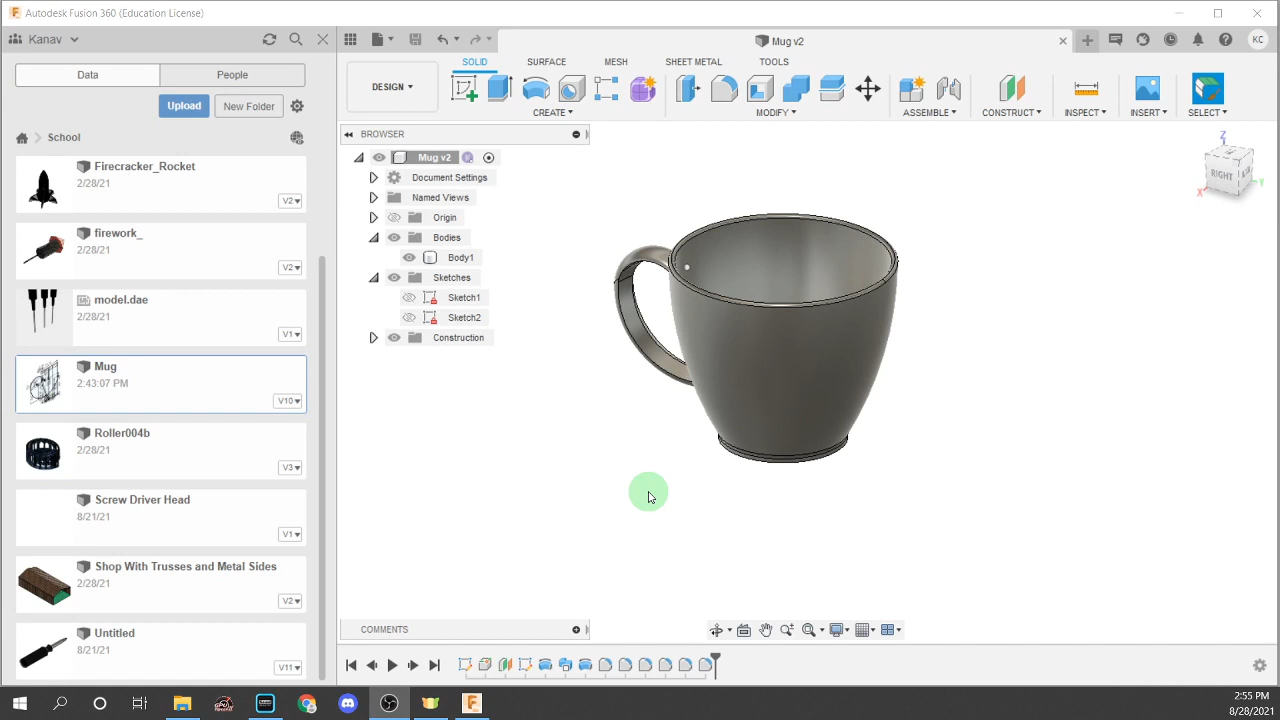 Autodesk Fusion 360 (Education License)
Kanav
Mug v2
KC
Data
People
Upload
New Folder
School
Firecracker_Rocket
2/28/21
V2
firework_
2/28/21
V2
model.dae
2/28/21
V1
Mug
2:43:07 PM
V10
Roller004b
2/28/21
V3
Screw Driver Head
8/21/21
V1
Shop With Trusses and Metal Sides
2/28/21
V2
Untitled
8/21/21
V11
DESIGN
SOLID
SURFACE
MESH
SHEET METAL
TOOLS
CREATE
MODIFY
ASSEMBLE
CONSTRUCT
INSPECT
INSERT
SELECT
BROWSER
Mug v2
Document Settings
Named Views
Origin
Bodies
Body1
Sketches
Sketch1
Sketch2
Construction
Z
RIGHT
X
Y
COMMENTS
2:55 PM
8/28/2021